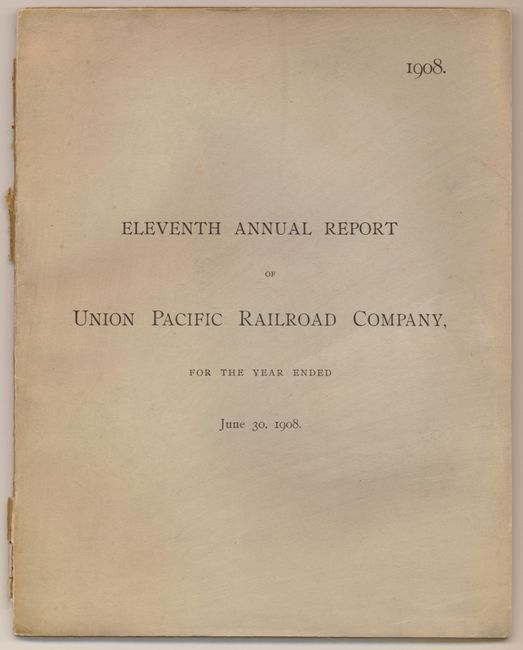 1908.
ELEVENTH ANNUAL REPORT
OF
UNION PACIFIC RAILROAD COMPANY,
FOR THE YEAR ENDED
June 30, 1908.